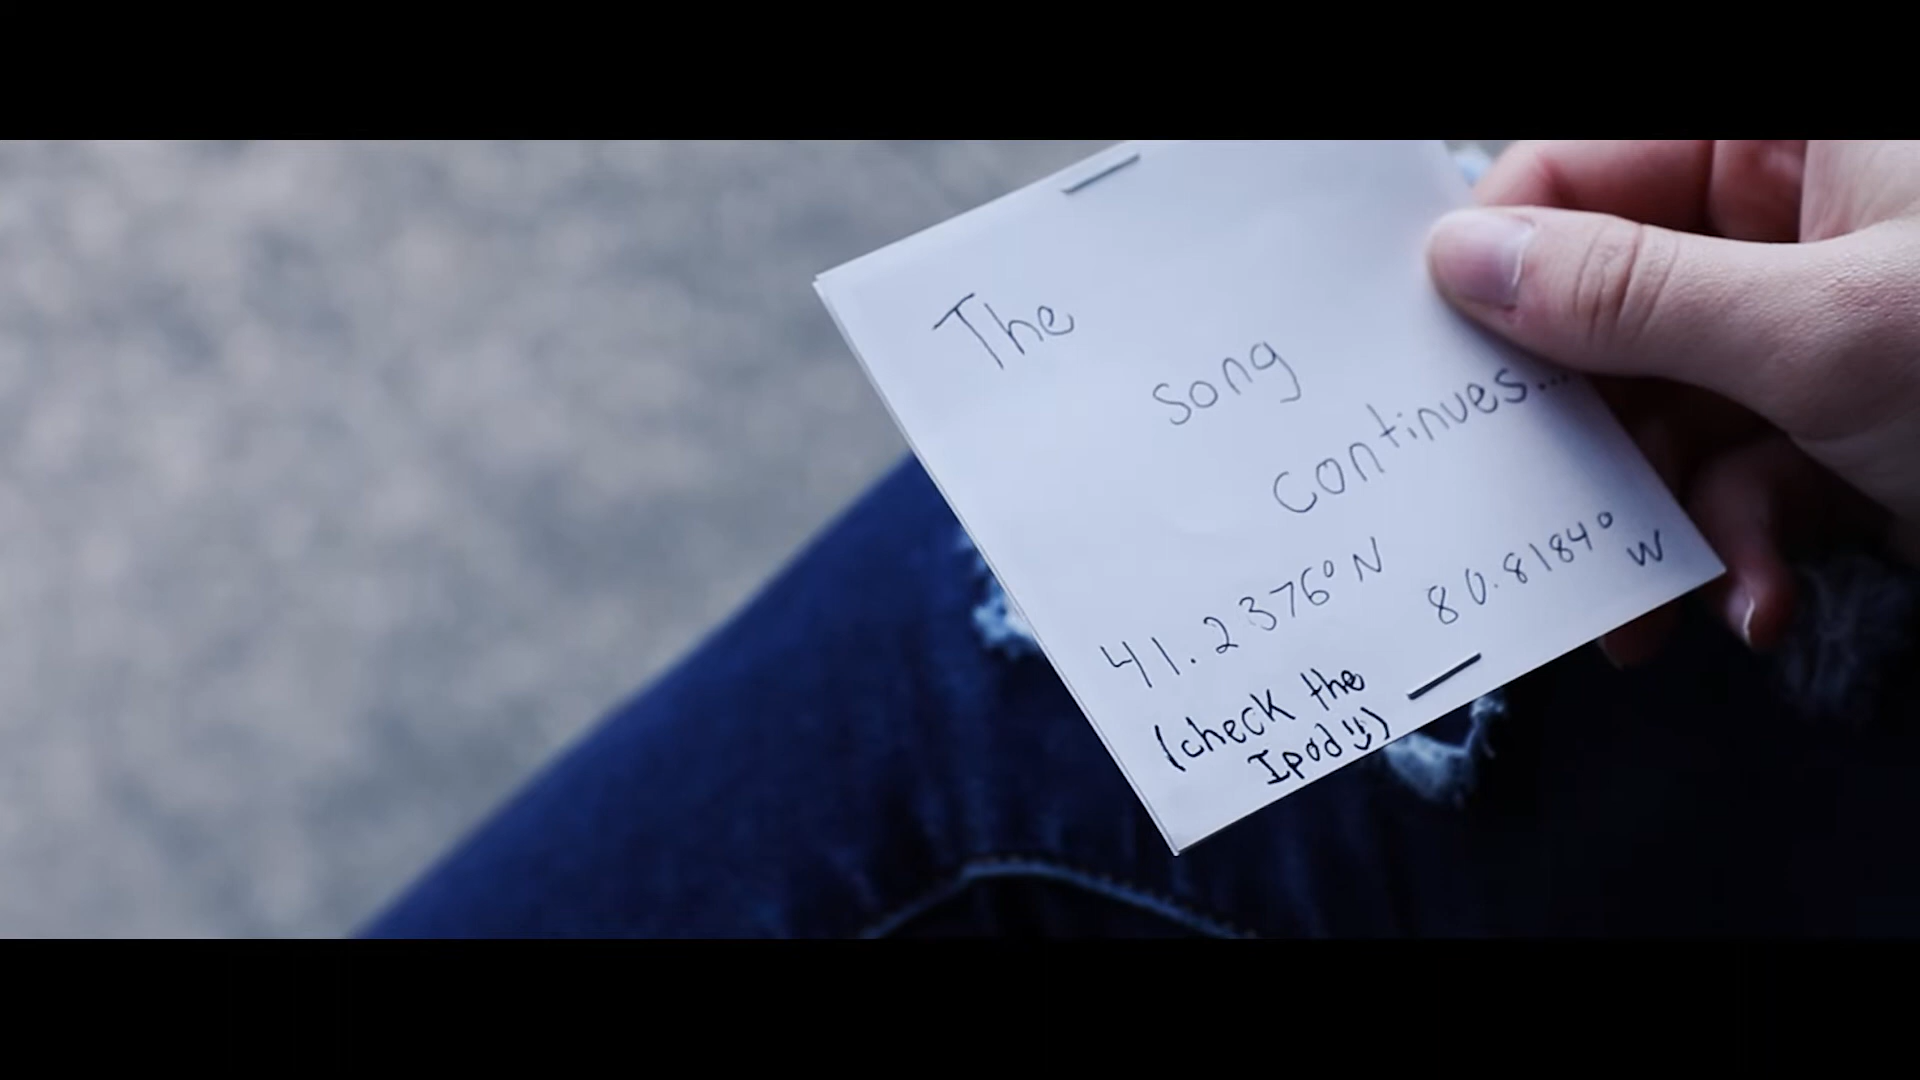 The
song
continues...
41.2376° N 80.8184° W
(check the
Ipod :))